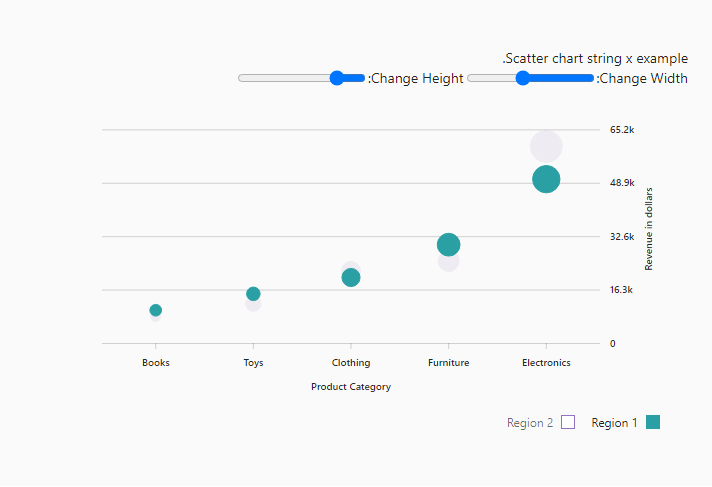 .Scatter chart string x example
:Change Height :Change Width
65.2k
48.9k
32.6k
16.3k
0
Revenue in dollars
Books Toys Clothing Furniture Electronics
Product Category
Region 2 Region 1